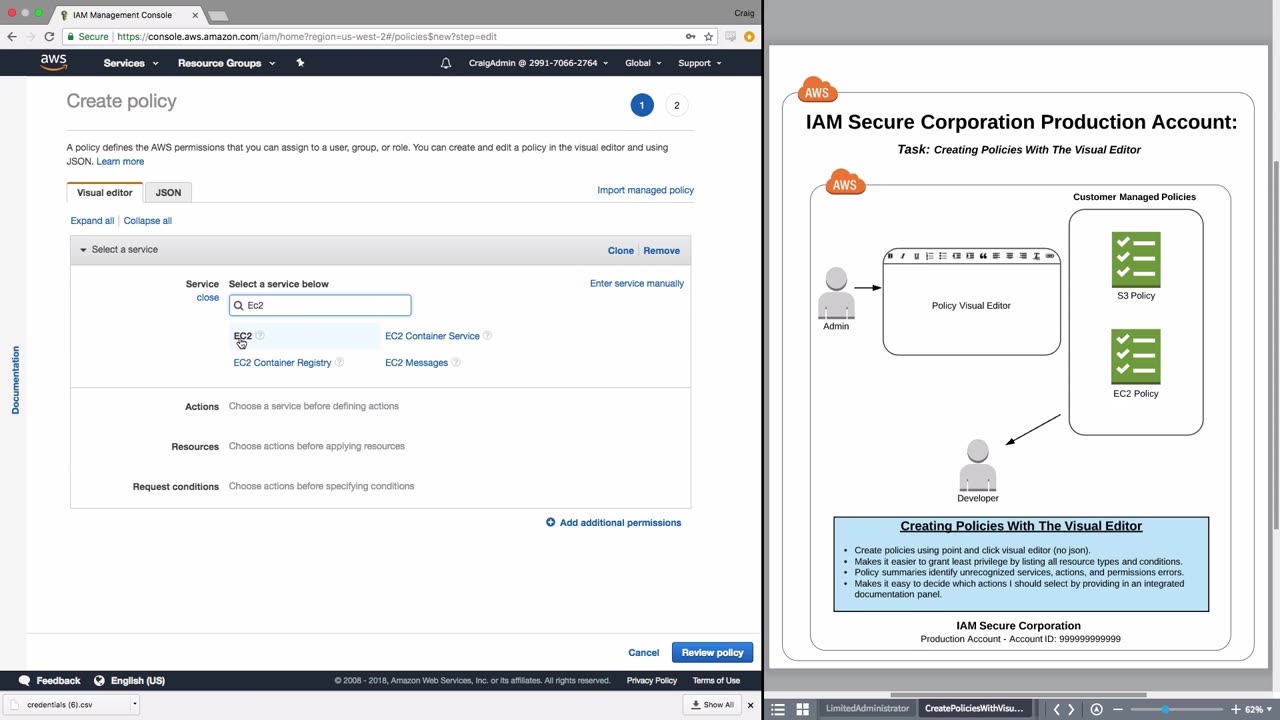 IAM Management Console
Craig
Secure
https://console.aws.amazon.com/iam/home?region=us-west-2#/policies$new?step=edit
aws
Services
Resource Groups
CraigAdmin @ 2991-7066-2764
Global
Support
Create policy
1
2
A policy defines the AWS permissions that you can assign to a user, group, or role. You can create and edit a policy in the visual editor and using
JSON. Learn more
Visual editor
JSON
Import managed policy
Expand all
Collapse all
Select a service
Clone
Remove
Service
close
Select a service below
Enter service manually
Ec2
EC2
EC2 Container Service
EC2 Container Registry
EC2 Messages
Actions
Choose a service before defining actions
Resources
Choose actions before applying resources
Request conditions
Choose actions before specifying conditions
Add additional permissions
Documentation
Cancel
Review policy
Feedback
English (US)
© 2008 - 2018, Amazon Web Services, Inc. or its affiliates. All rights reserved.
Privacy Policy
Terms of Use
credentials (6).csv
Show All
AWS
IAM Secure Corporation Production Account:
Task: Creating Policies With The Visual Editor
AWS
Customer Managed Policies
Policy Visual Editor
Admin
S3 Policy
EC2 Policy
Developer
Creating Policies With The Visual Editor
• Create policies using point and click visual editor (no json).
• Makes it easier to grant least privilege by listing all resource types and conditions.
• Policy summaries identify unrecognized services, actions, and permissions errors.
• Makes it easy to decide which actions I should select by providing in an integrated
documentation panel.
IAM Secure Corporation
Production Account - Account ID: 999999999999
LimitedAdministrator
CreatePoliciesWithVisu...
62%